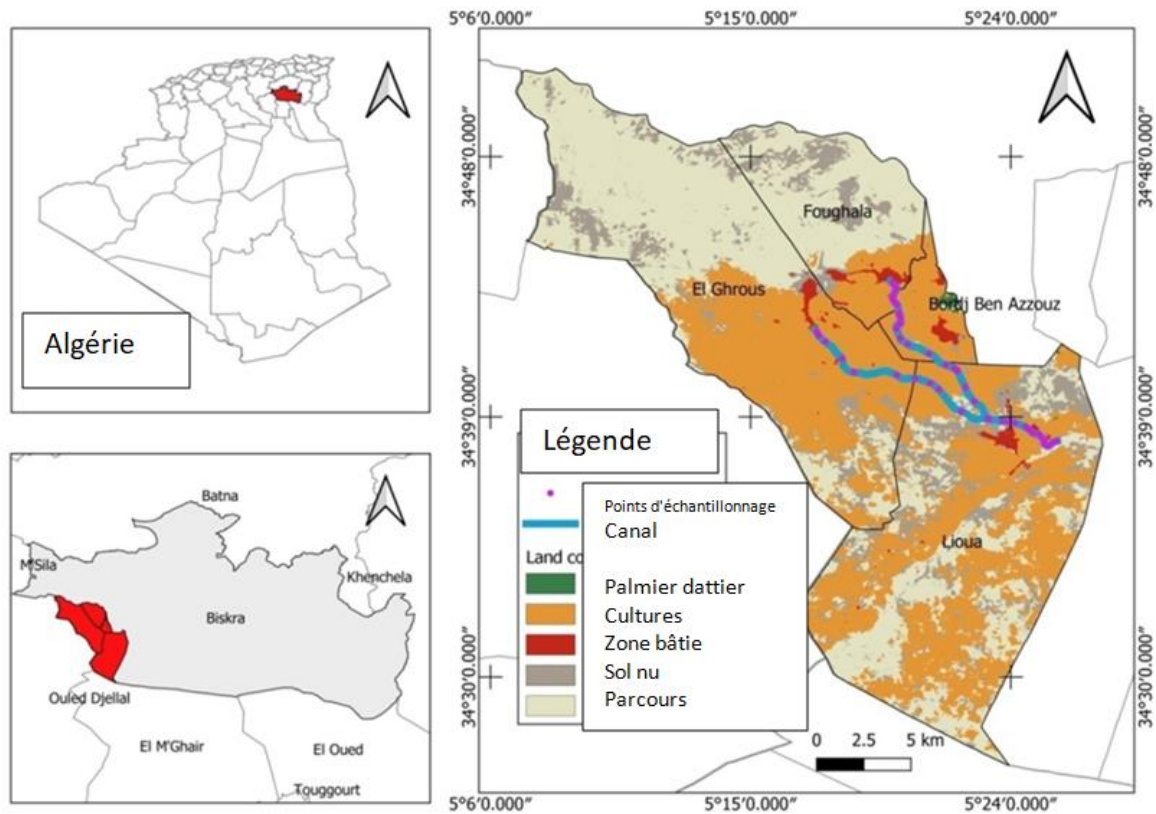 Algérie
Batna
M'Sila
Khenchela
Biskra
Ouled Djellal
El M'Ghair
El Oued
Touggourt
5°6′0.000″
5°15′0.000″
5°24′0.000″
34°48′0.000″
34°39′0.000″
34°30′0.000″
34°48′0.000″
34°39′0.000″
34°30′0.000″
Foughala
El Ghrous
Bordj Ben Azzouz
Lioua
Légende
Points d'échantillonnage
Canal
Land co
Palmier dattier
Cultures
Zone bâtie
Sol nu
Parcours
0 2.5 5 km
5°6′0.000″
5°15′0.000″
5°24′0.000″